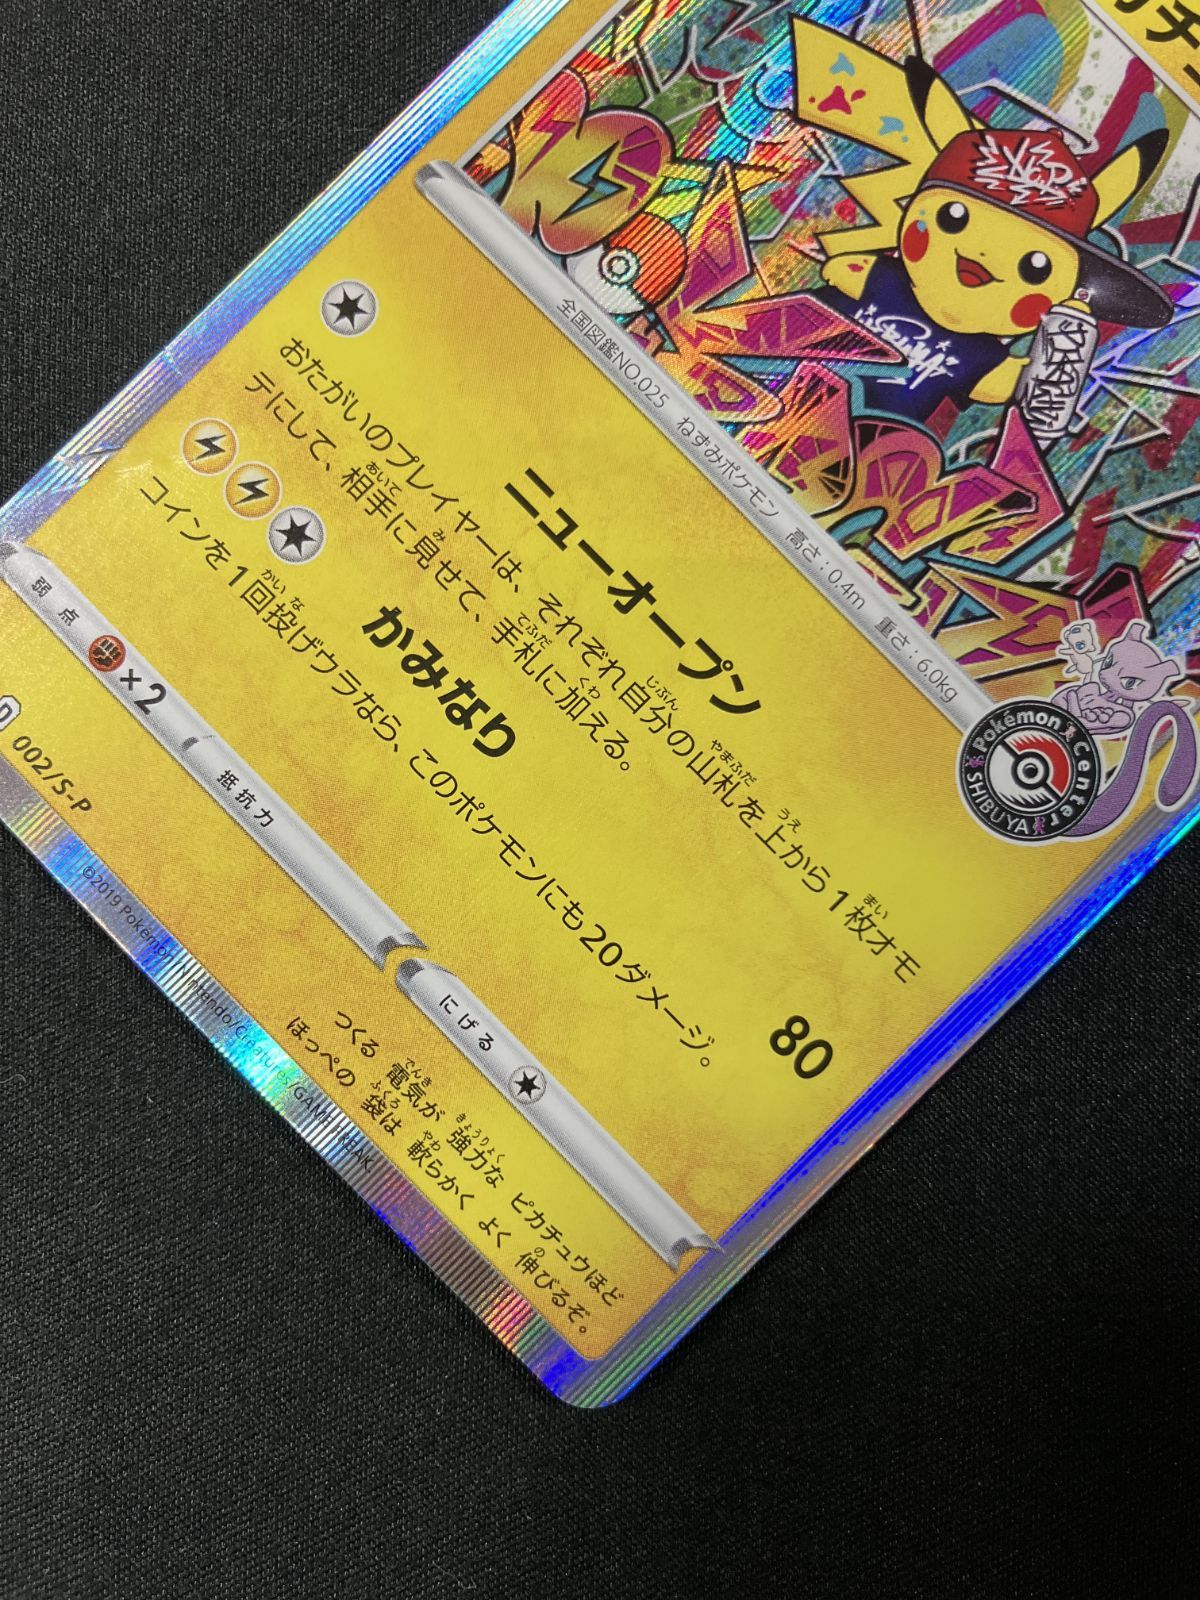 カチュ
全国図鑑NO.025 ねずみポケモン 高さ:0.4m 重さ:6.0kg
Pokémon Center SHIBUYA
ニューオープン
おたがいのプレイヤーは、それぞれ自分の山札を上から1枚オモ
テにして、相手に見せて、手札に加える。
かみなり 80
コインを1回投げウラなら、このポケモンにも20ダメージ。
弱点 ×2 抵抗力 にげる
D 002/S-P
つくる 電気が 強力な ピカチュウほど
ほっぺの 袋は 軟らかく よく 伸びるぞ。
©2019 Pokémon/Nintendo/Creatures/GAME FREAK.